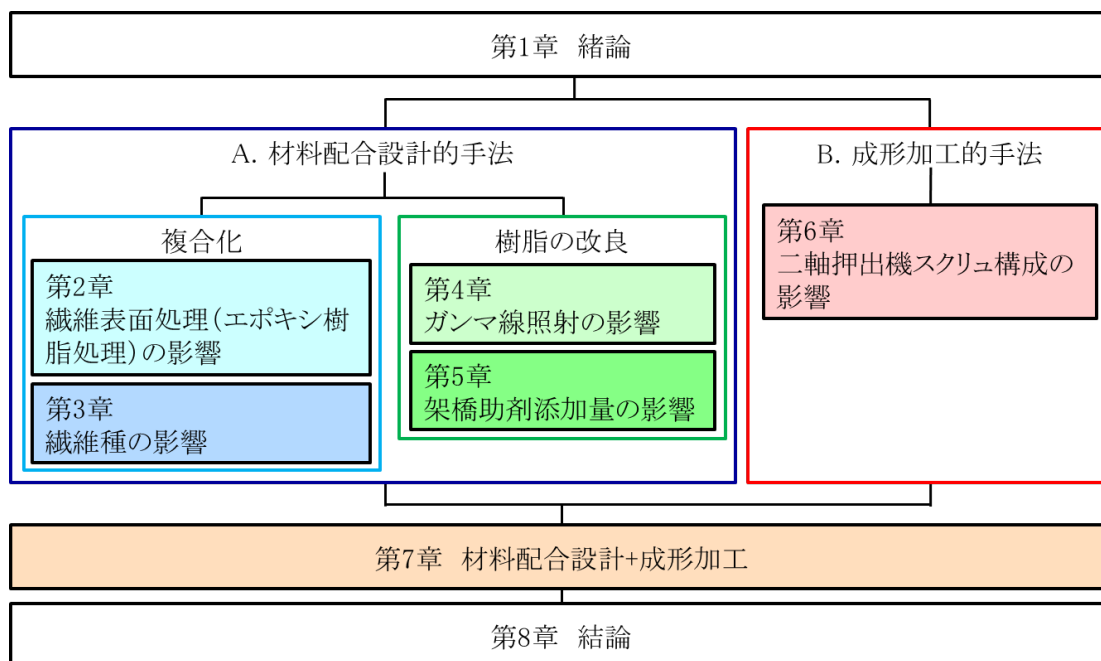 第1章 緒論
A. 材料配合設計的手法
複合化
第2章
繊維表面処理(エポキシ樹
脂処理)の影響
第3章
繊維種の影響
樹脂の改良
第4章
ガンマ線照射の影響
第5章
架橋助剤添加量の影響
B. 成形加工的手法
第6章
二軸押出機スクリュ構成の
影響
第7章 材料配合設計+成形加工
第8章 結論